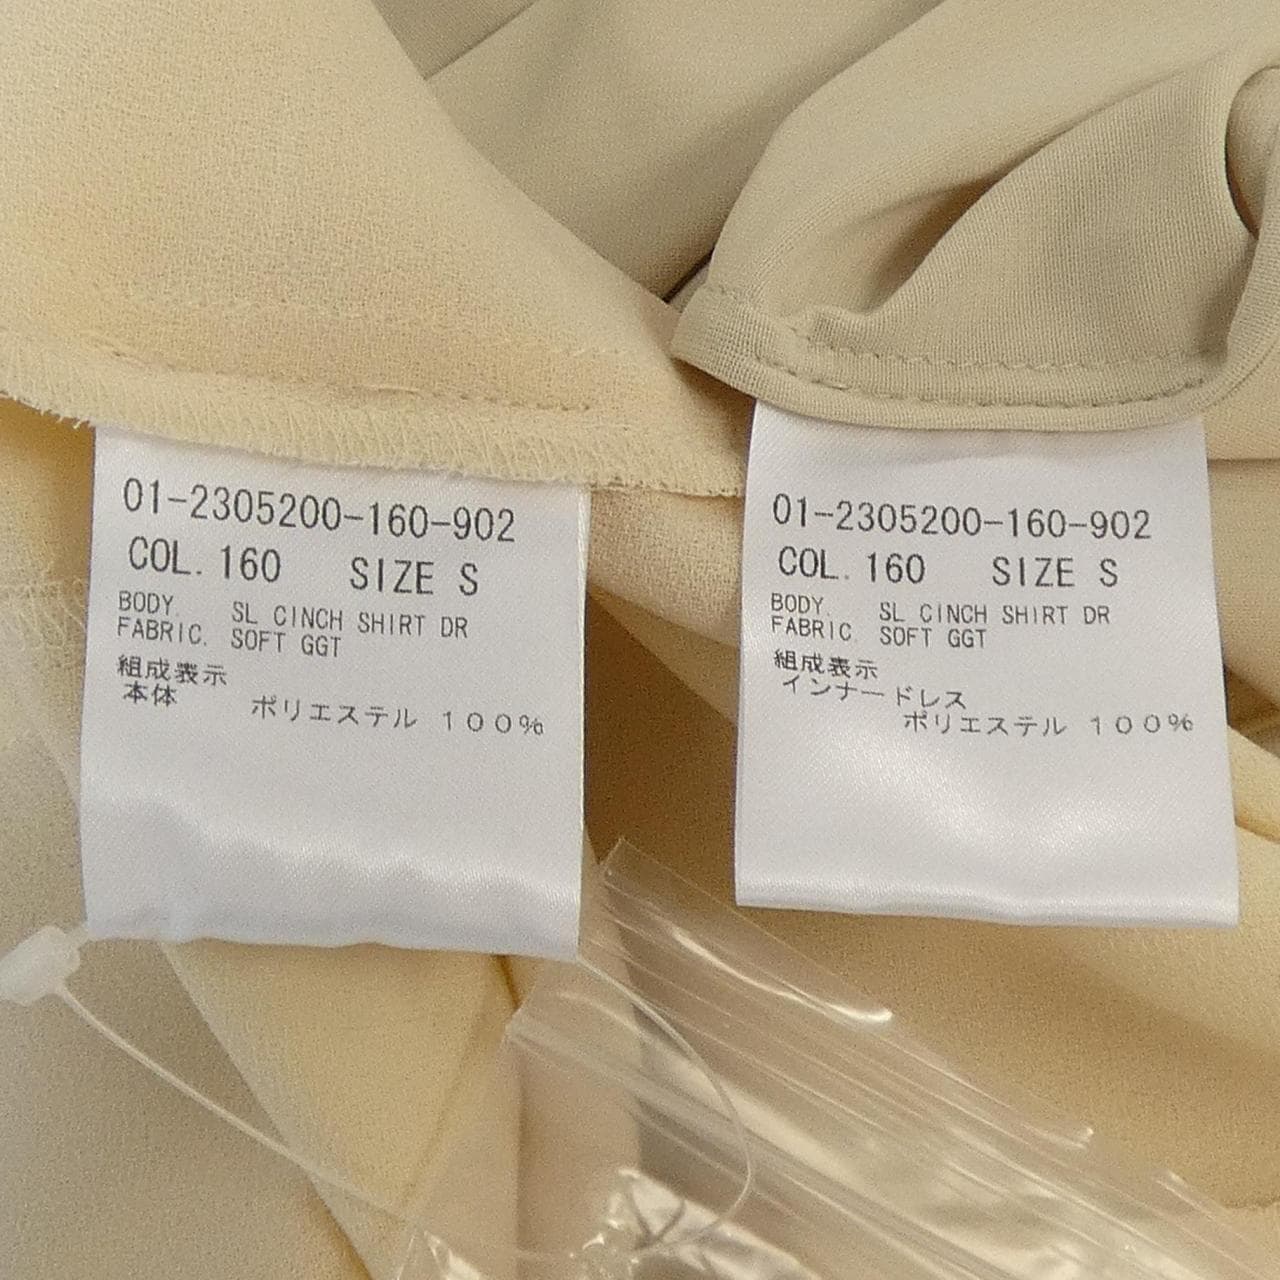 01-2305200-160-902
COL. 160 SIZE S
BODY. SL CINCH SHIRT DR
FABRIC. SOFT GGT
組成表示
本体
ポリエステル 100%
01-2305200-160-902
COL. 160 SIZE S
BODY. SL CINCH SHIRT DR
FABRIC. SOFT GGT
組成表示
インナードレス
ポリエステル 100%